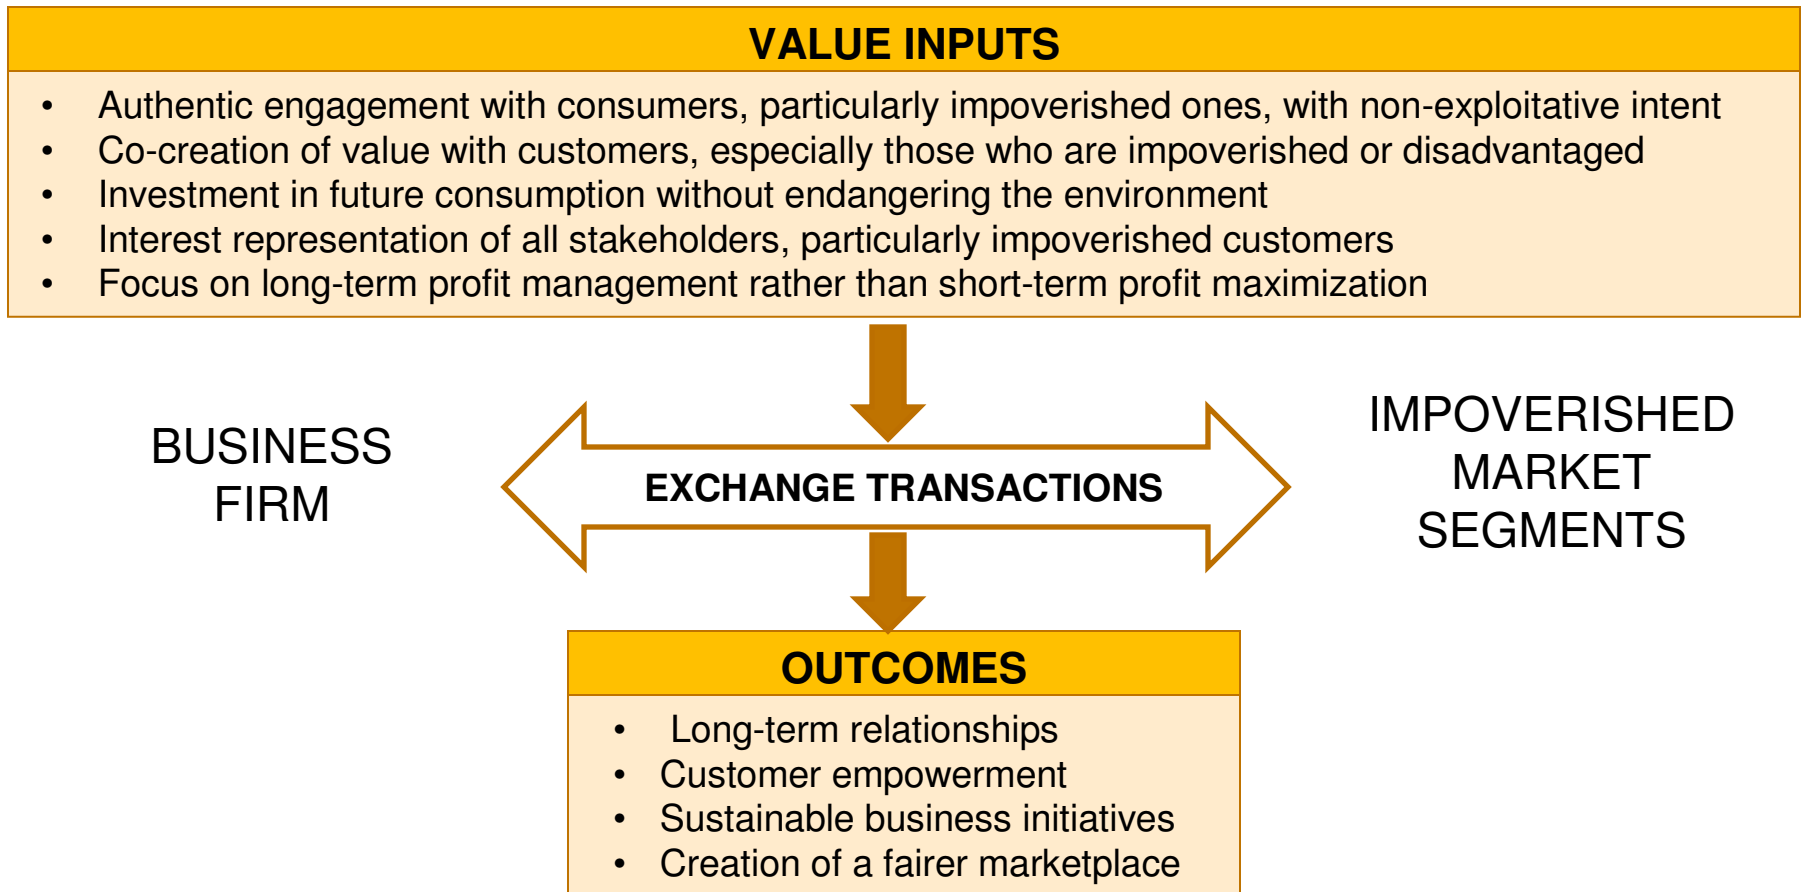 VALUE INPUTS
• Authentic engagement with consumers, particularly impoverished ones, with non-exploitative intent
• Co-creation of value with customers, especially those who are impoverished or disadvantaged
• Investment in future consumption without endangering the environment
• Interest representation of all stakeholders, particularly impoverished customers
• Focus on long-term profit management rather than short-term profit maximization
BUSINESS
FIRM
EXCHANGE TRANSACTIONS
IMPOVERISHED
MARKET
SEGMENTS
OUTCOMES
• Long-term relationships
• Customer empowerment
• Sustainable business initiatives
• Creation of a fairer marketplace